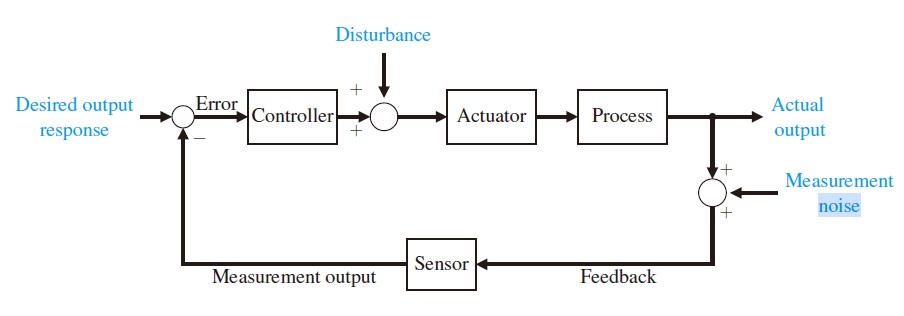 Disturbance
Desired output
response
Error
−
Controller
+
+
Actuator
Process
Actual
output
+
+
Measurement
noise
Sensor
Measurement output
Feedback